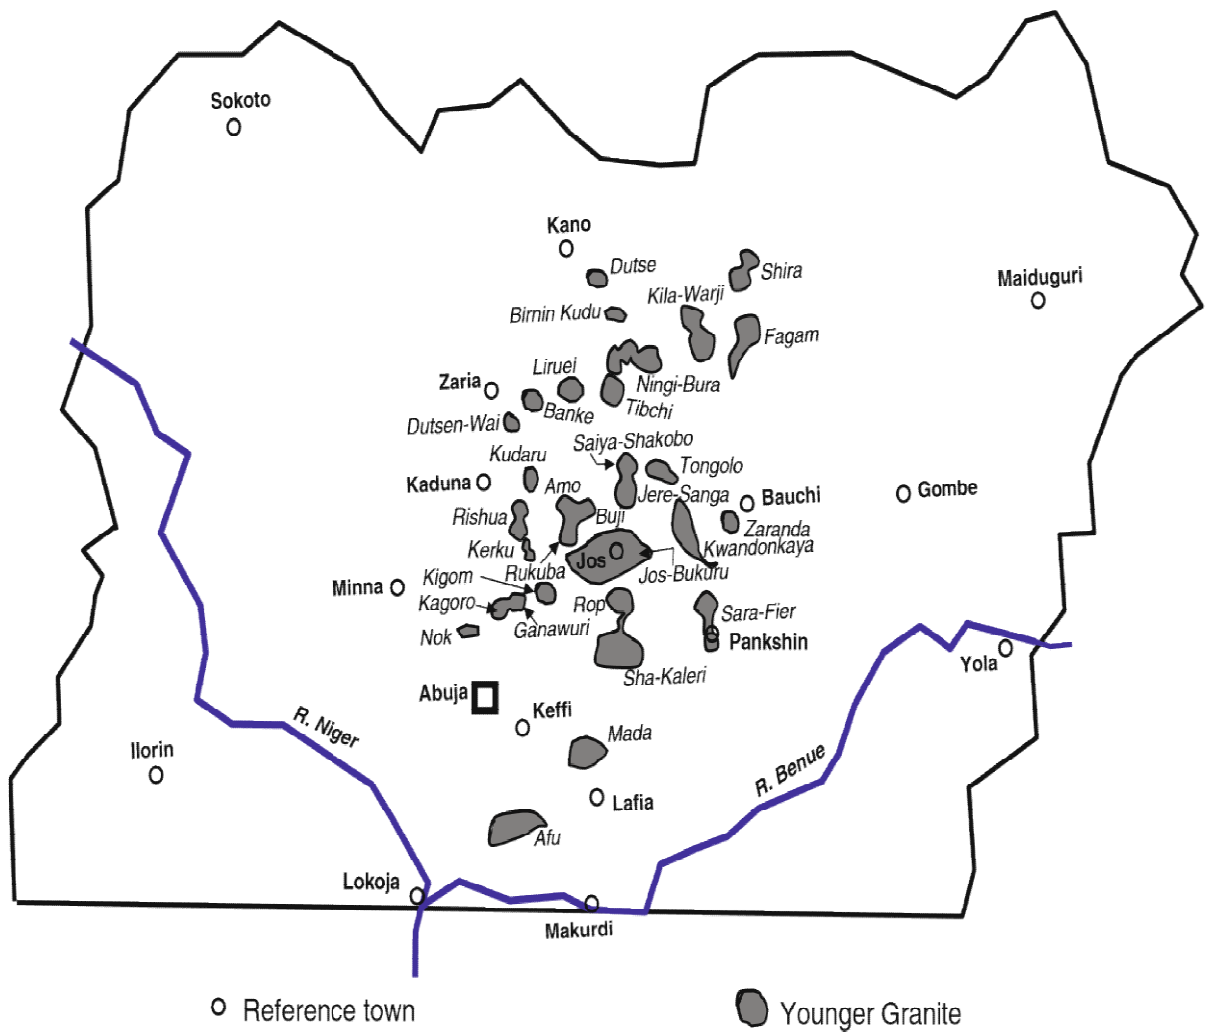 Sokoto
Kano
Dutse
Shira
Maiduguri
Kila-Warji
Birnin Kudu
Fagam
Liruei
Zaria
Ningi-Bura
Banke
Tibchi
Dutsen-Wai
Saiya-Shakobo
Kudaru
Tongolo
Kaduna
Amo
Jere-Sanga
Bauchi
Gombe
Rishua
Buji
Zaranda
Kerku
Kwandonkaya
Jos
Rukuba
Jos-Bukuru
Kigom
Minna
Kagoro
Rop
Sara-Fier
Ganawuri
Nok
Pankshin
Yola
Sha-Kaleri
Abuja
Keffi
R. Niger
Mada
Ilorin
R. Benue
Lafia
Afu
Lokoja
Makurdi
Reference town
Younger Granite